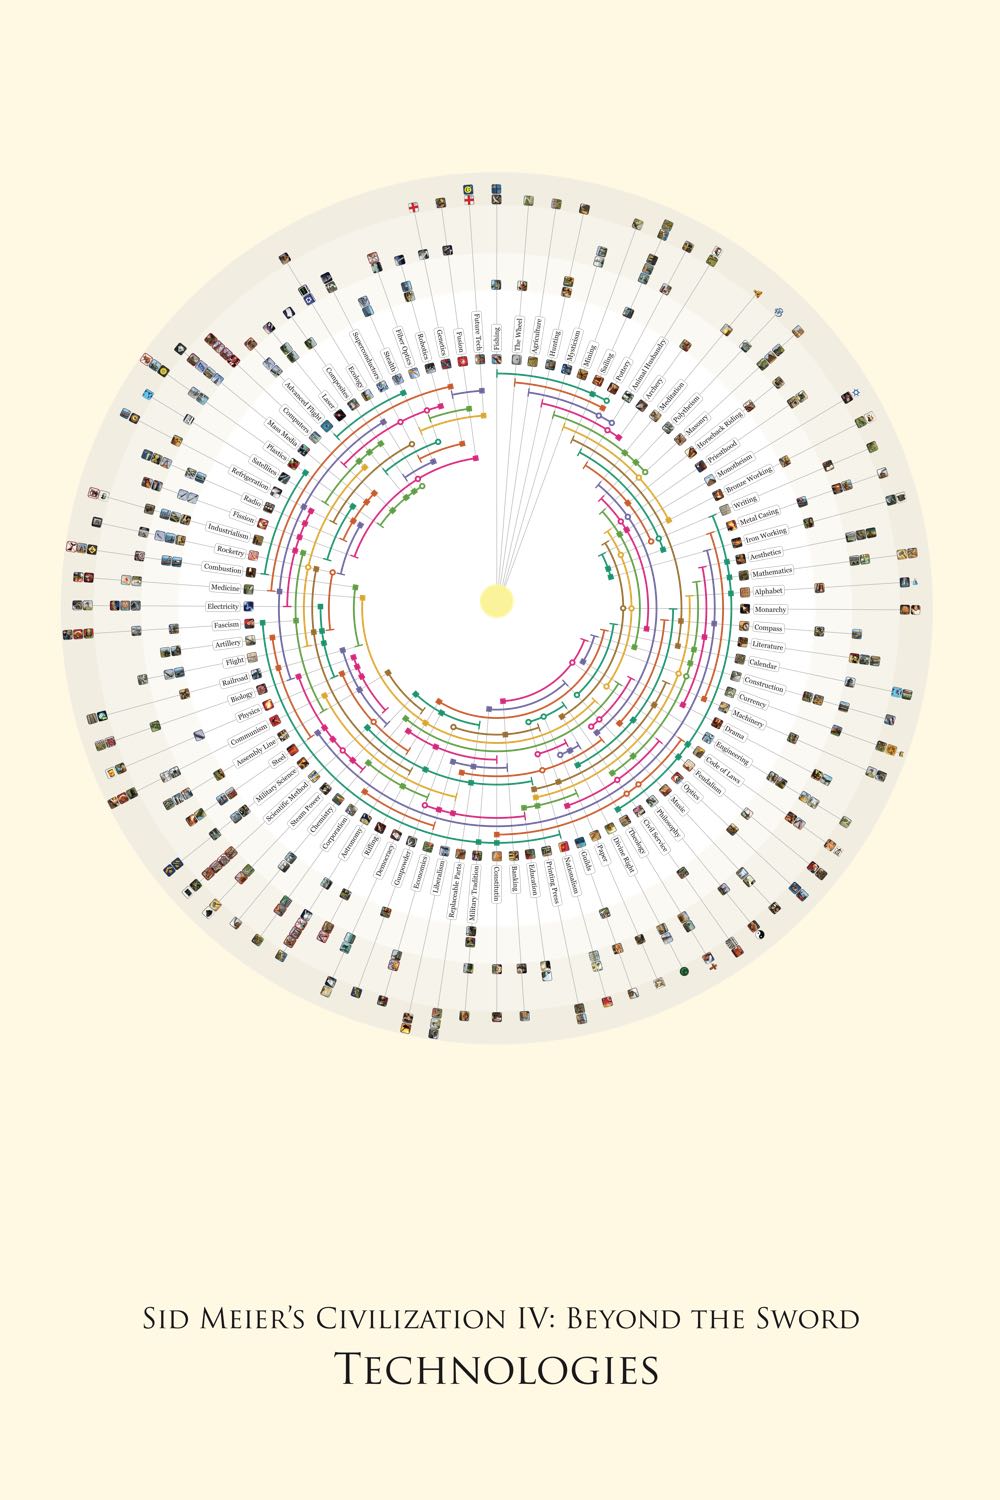 Fishing
The Wheel
Agriculture
Hunting
Mysticism
Mining
Sailing
Pottery
Animal Husbandry
Archery
Meditation
Polytheism
Masonry
Horseback Riding
Priesthood
Monotheism
Bronze Working
Writing
Metal Casing
Iron Working
Aesthetics
Mathematics
Alphabet
Monarchy
Compass
Literature
Calendar
Construction
Currency
Machinery
Drama
Engineering
Code of Laws
Feudalism
Optics
Music
Philosophy
Civil Service
Theology
Divine Right
Paper
Guilds
Nationalism
Printing Press
Education
Banking
Constitutin
Military Tradition
Replaceable Parts
Liberalism
Economics
Gunpowder
Democracy
Rifling
Astronomy
Corporation
Chemistry
Steam Power
Scientific Method
Military Science
Steel
Assembly Line
Communism
Physics
Biology
Railroad
Flight
Artillery
Fascism
Electricity
Medicine
Combustion
Rocketry
Industrialism
Fission
Radio
Refrigeration
Satellites
Plastics
Mass Media
Computers
Advanced Flight
Laser
Composites
Ecology
Superconductors
Stealth
Fiber Optics
Robotics
Genetics
Fusion
Future Tech
Sid Meier's Civilization IV: Beyond the Sword
Technologies